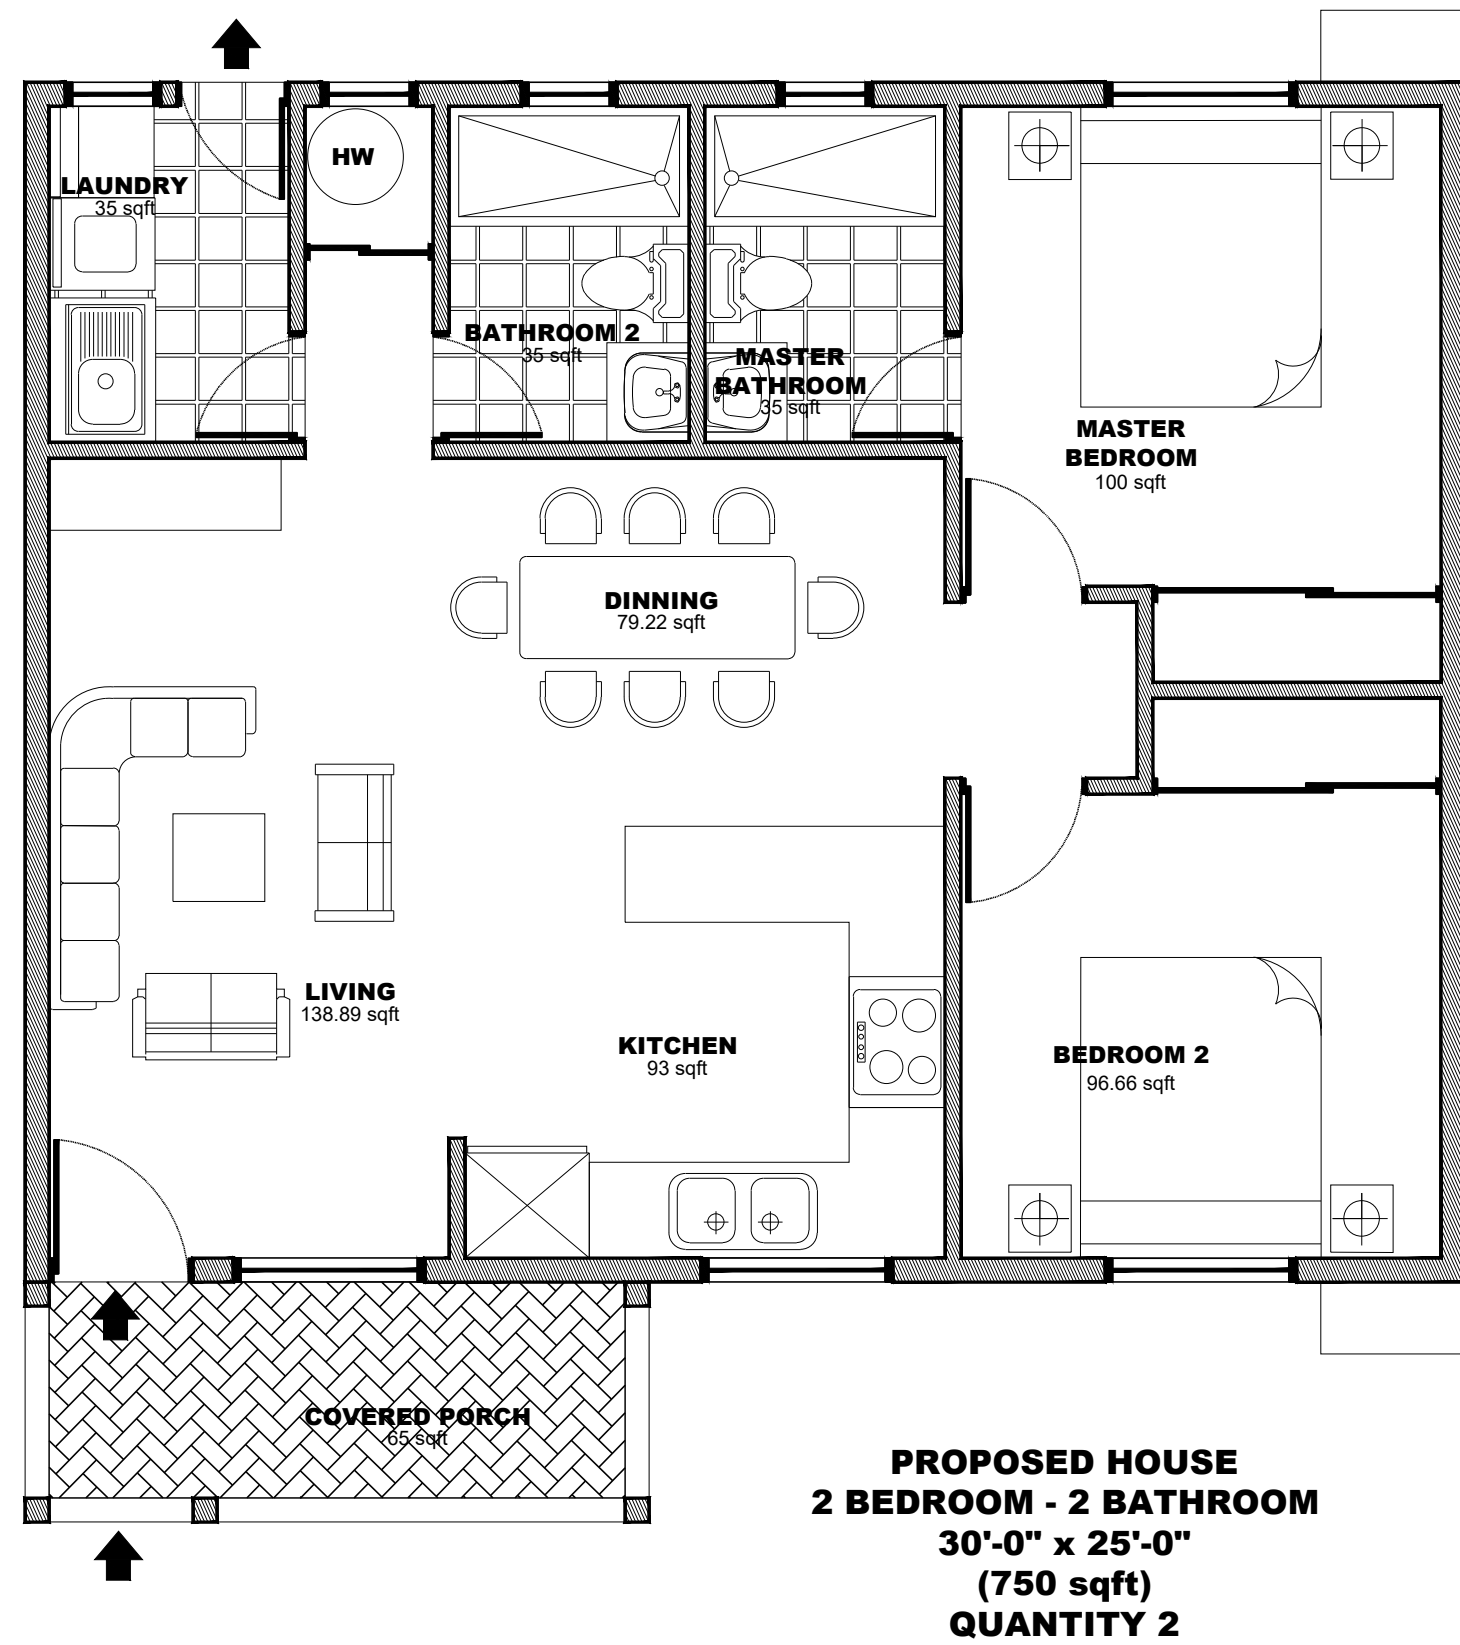 HW
LAUNDRY
35 sqft
BATHROOM 2
35 sqft
MASTER
BATHROOM
35 sqft
MASTER
BEDROOM
100 sqft
DINNING
79.22 sqft
LIVING
138.89 sqft
KITCHEN
93 sqft
BEDROOM 2
96.66 sqft
COVERED PORCH
65 sqft
PROPOSED HOUSE
2 BEDROOM - 2 BATHROOM
30'-0" x 25'-0"
(750 sqft)
QUANTITY 2